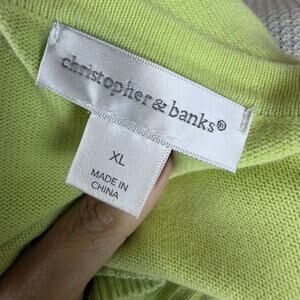 christopher & banks®
XL
MADE IN
CHINA